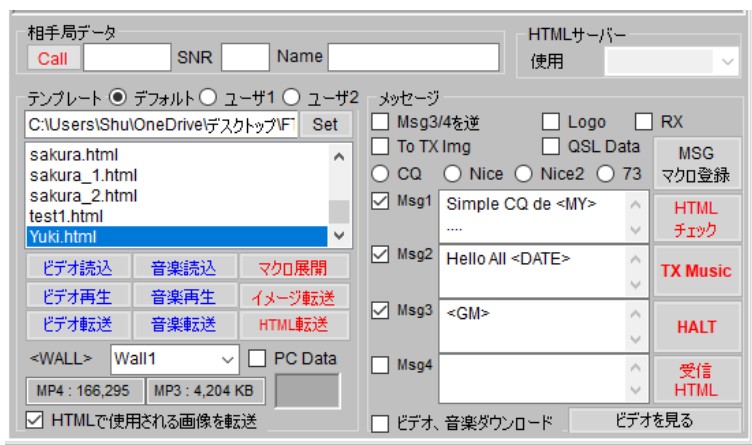 相手局データ
Call SNR Name
HTMLサーバー
使用
テンプレート デフォルト ユーザ1 ユーザ2
C:\Users\Shu\OneDrive\デスクトップ\FT Set
sakura.html
sakura_1.html
sakura_2.html
test1.html
Yuki.html
ビデオ読込 音楽読込 マクロ展開
ビデオ再生 音楽再生 イメージ転送
ビデオ転送 音楽転送 HTML転送
<WALL> Wall1 PC Data
MP4 : 166,295 MP3 : 4,204 KB
HTMLで使用される画像を転送
メッセージ
Msg3/4を逆 Logo RX
To TX Img QSL Data
MSG
マクロ登録
CQ Nice Nice2 73
Msg1 Simple CQ de <MY>
....
HTML
チェック
Msg2 Hello All <DATE>
TX Music
Msg3 <GM>
HALT
Msg4
受信
HTML
ビデオ、音楽ダウンロード ビデオを見る